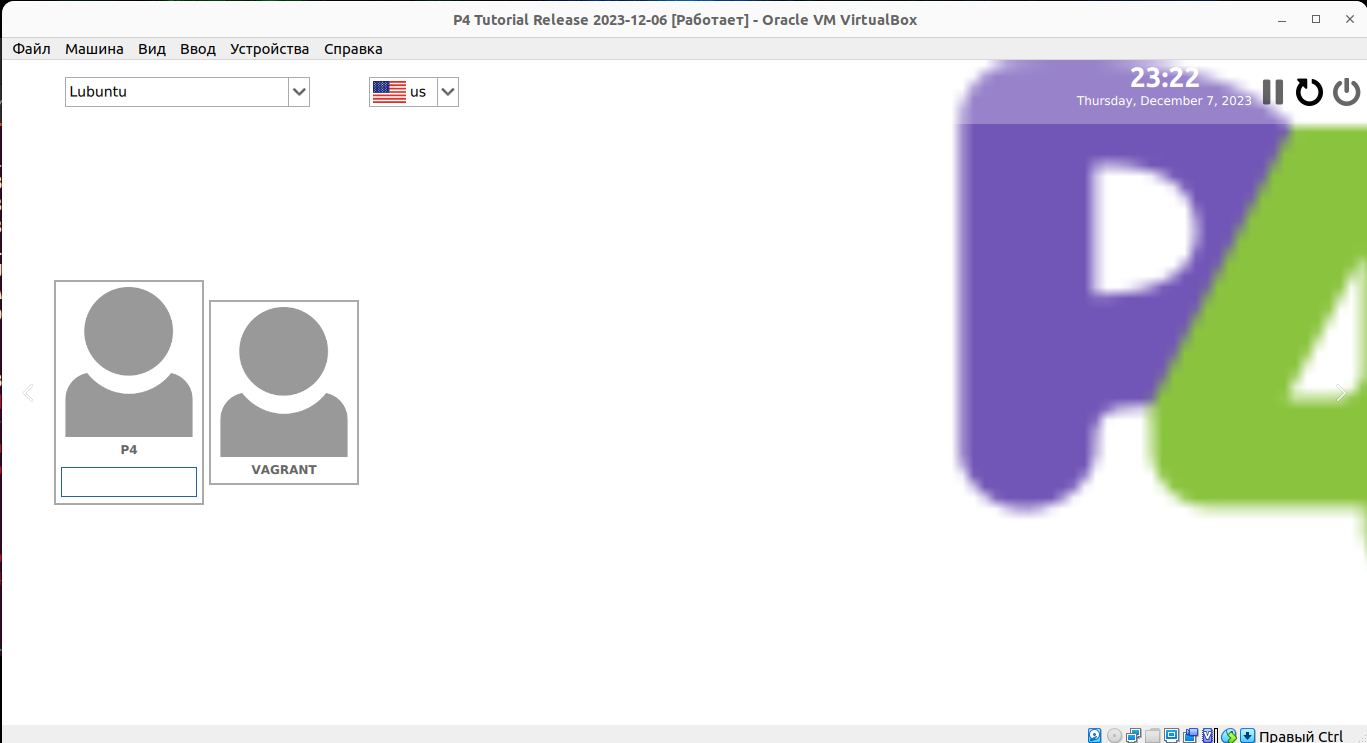 P4 Tutorial Release 2023-12-06 [Работает] - Oracle VM VirtualBox
Файл Машина Вид Ввод Устройства Справка
Lubuntu
us
23:22
Thursday, December 7, 2023
P4
P4
VAGRANT
Правый Ctrl